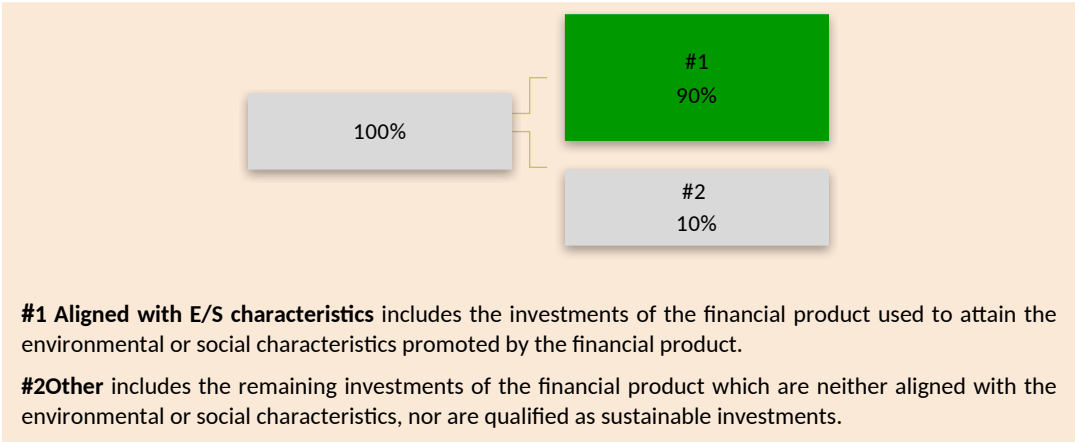 #1
90%
100%
#2
10%
#1 Aligned with E/S characteristics includes the investments of the financial product used to attain the
environmental or social characteristics promoted by the financial product.
#2Other includes the remaining investments of the financial product which are neither aligned with the
environmental or social characteristics, nor are qualified as sustainable investments.